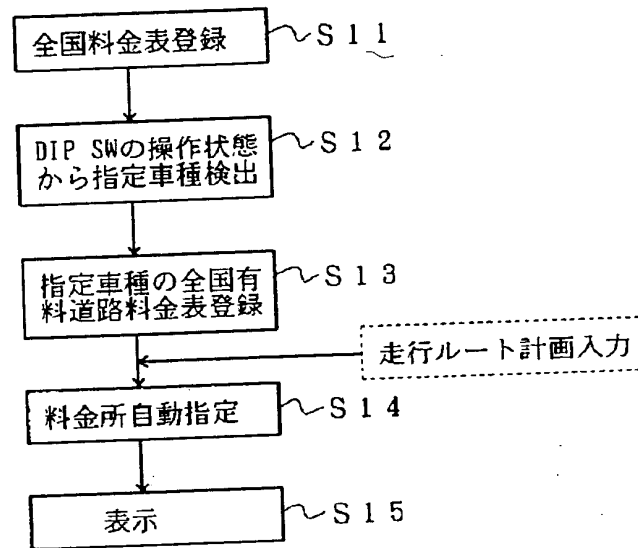 全国料金表登録
S11
DIP SWの操作状態
から指定車種検出
S12
指定車種の全国有
料道路料金表登録
S13
走行ルート計画入力
料金所自動指定
S14
表示
S15